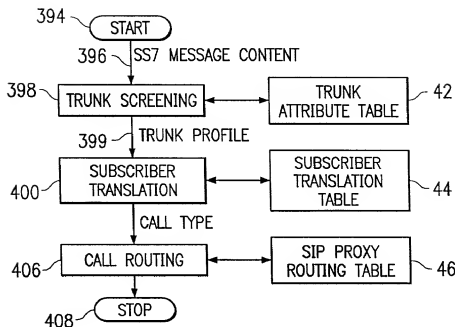 394
START
396
SS7 MESSAGE CONTENT
398
TRUNK SCREENING
TRUNK
ATTRIBUTE TABLE
42
399
TRUNK PROFILE
400
SUBSCRIBER
TRANSLATION
SUBSCRIBER
TRANSLATION
TABLE
44
CALL TYPE
406
CALL ROUTING
SIP PROXY
ROUTING TABLE
46
408
STOP